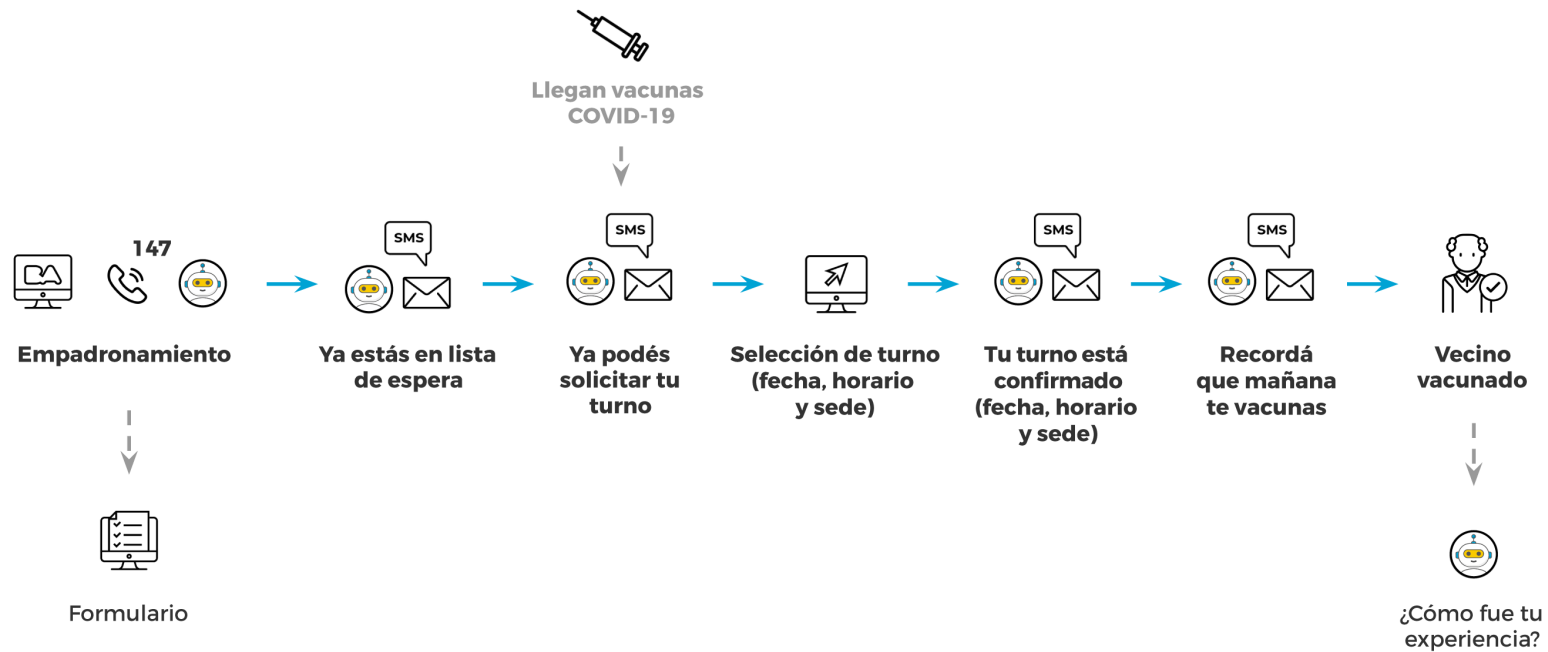 Llegan vacunas
COVID-19
147
BA
SMS
SMS
SMS
SMS
Empadronamiento
Ya estás en lista
de espera
Ya podés
solicitar tu
turno
Selección de turno
(fecha, horario
y sede)
Tu turno está
confirmado
(fecha, horario
y sede)
Recordá
que mañana
te vacunas
Vecino
vacunado
Formulario
¿Cómo fue tu
experiencia?